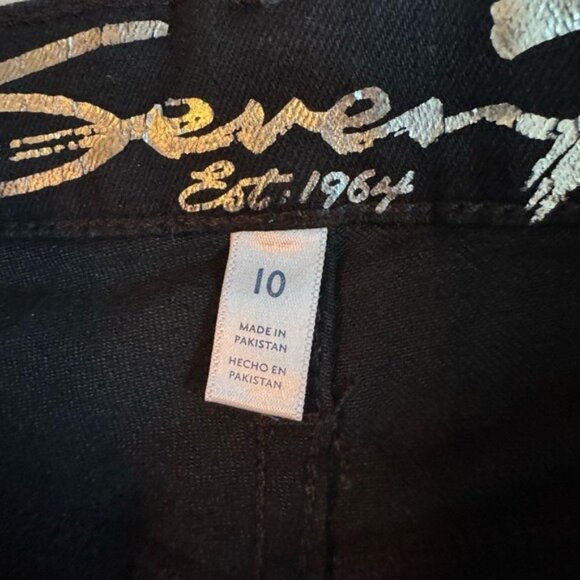 Seven
Est. 1964
10
MADE IN
PAKISTAN
HECHO EN
PAKISTAN